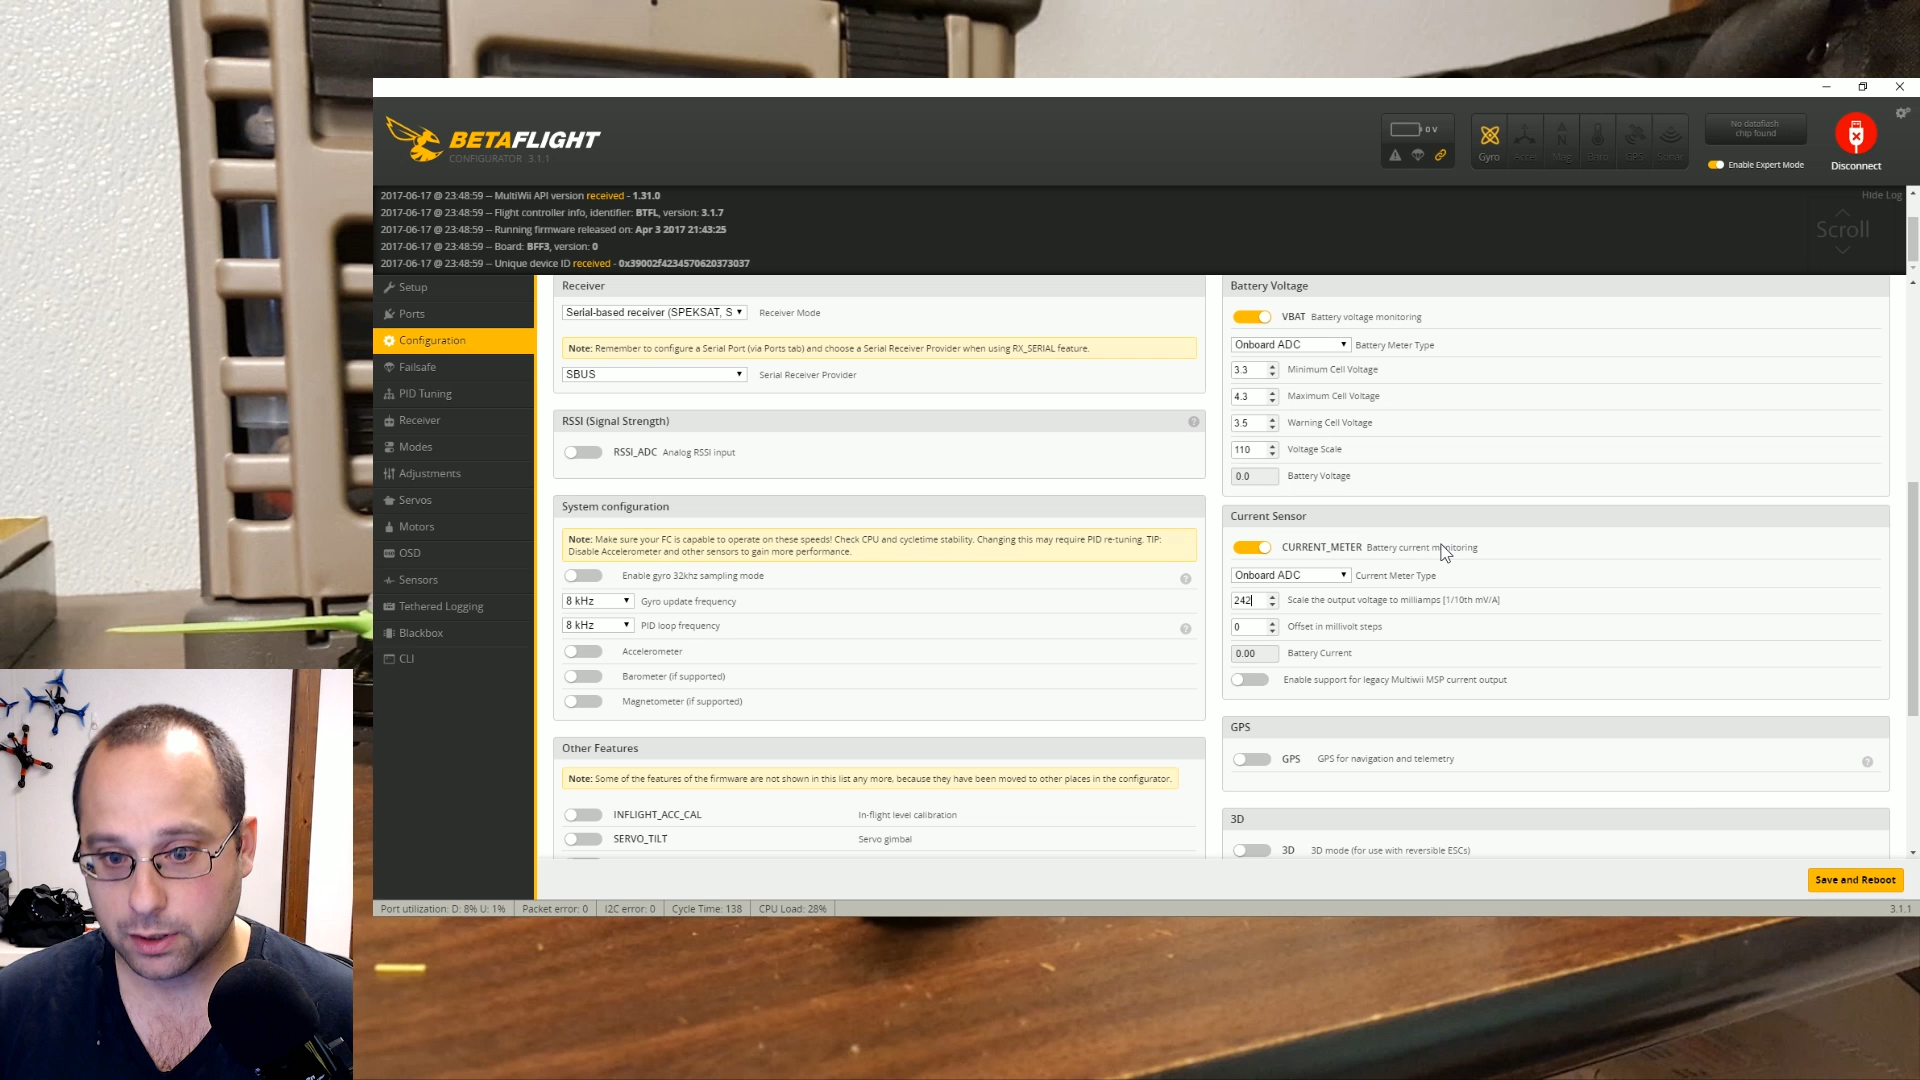 BETAFLIGHT
CONFIGURATOR 3.1.1
0 V
Gyro
Accel
Mag
Baro
GPS
Sonar
No dataflash
chip found
Enable Expert Mode
Disconnect
2017-06-17 @ 23:48:59 -- MultiWii API version received - 1.31.0
Hide Log
2017-06-17 @ 23:48:59 -- Flight controller info, identifier: BTFL, version: 3.1.7
2017-06-17 @ 23:48:59 -- Running firmware released on: Apr 3 2017 21:43:25
Scroll
2017-06-17 @ 23:48:59 -- Board: BFF3, version: 0
2017-06-17 @ 23:48:59 -- Unique device ID received - 0x39002f4234570620373037
Setup
Ports
Configuration
Failsafe
PID Tuning
Receiver
Modes
Adjustments
Servos
Motors
OSD
Sensors
Tethered Logging
Blackbox
CLI
Receiver
Serial-based receiver (SPEKSAT, S Receiver Mode
Note: Remember to configure a Serial Port (via Ports tab) and choose a Serial Receiver Provider when using RX_SERIAL feature.
SBUS Serial Receiver Provider
RSSI (Signal Strength)
RSSI_ADC Analog RSSI input
System configuration
Note: Make sure your FC is capable to operate on these speeds! Check CPU and cycletime stability. Changing this may require PID re-tuning. TIP:
Disable Accelerometer and other sensors to gain more performance.
Enable gyro 32khz sampling mode
8 kHz Gyro update frequency
8 kHz PID loop frequency
Accelerometer
Barometer (if supported)
Magnetometer (if supported)
Other Features
Note: Some of the features of the firmware are not shown in this list any more, because they have been moved to other places in the configurator.
INFLIGHT_ACC_CAL In-flight level calibration
SERVO_TILT Servo gimbal
Battery Voltage
VBAT Battery voltage monitoring
Onboard ADC Battery Meter Type
3.3 Minimum Cell Voltage
4.3 Maximum Cell Voltage
3.5 Warning Cell Voltage
110 Voltage Scale
0.0 Battery Voltage
Current Sensor
CURRENT_METER Battery current monitoring
Onboard ADC Current Meter Type
242 Scale the output voltage to milliamps [1/10th mV/A]
0 Offset in millivolt steps
0.00 Battery Current
Enable support for legacy Multiwii MSP current output
GPS
GPS GPS for navigation and telemetry
3D
3D 3D mode (for use with reversible ESCs)
Save and Reboot
Port utilization: D: 8% U: 1% Packet error: 0 I2C error: 0 Cycle Time: 138 CPU Load: 28%
3.1.1